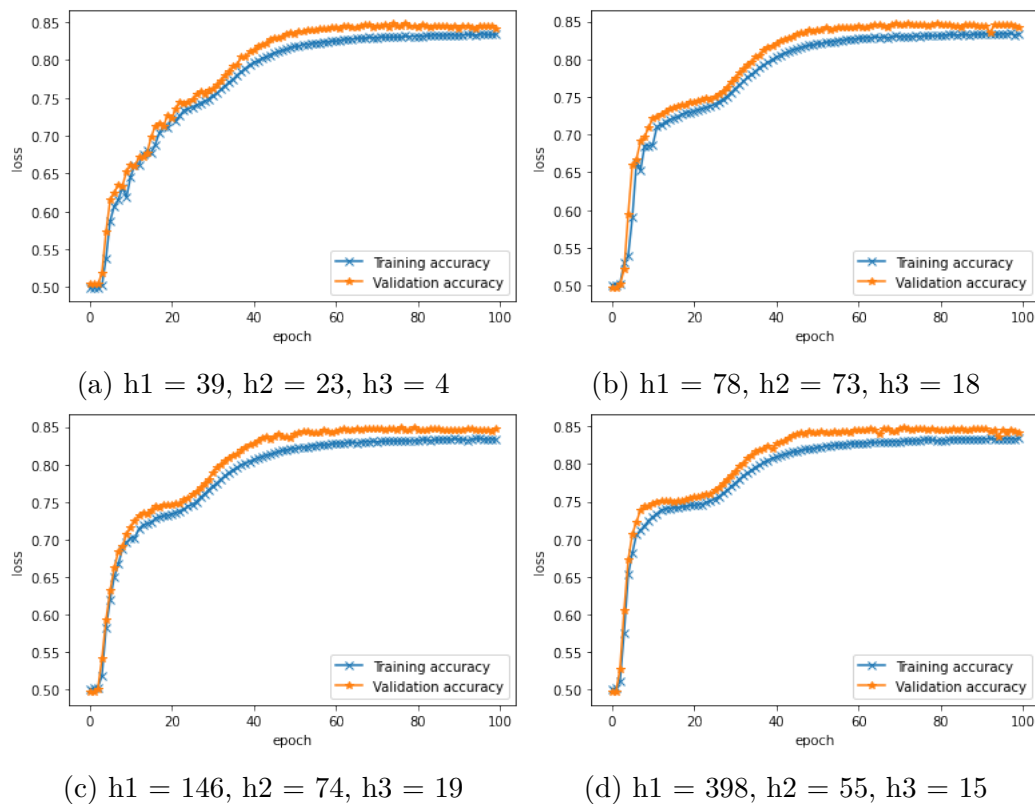 0.85
0.80
0.75
0.70
0.65
0.60
0.55
0.50
loss
Training accuracy
Validation accuracy
0 20 40 60 80 100
epoch
(a) h1 = 39, h2 = 23, h3 = 4
0.85
0.80
0.75
0.70
0.65
0.60
0.55
0.50
loss
Training accuracy
Validation accuracy
0 20 40 60 80 100
epoch
(b) h1 = 78, h2 = 73, h3 = 18
0.85
0.80
0.75
0.70
0.65
0.60
0.55
0.50
loss
Training accuracy
Validation accuracy
0 20 40 60 80 100
epoch
(c) h1 = 146, h2 = 74, h3 = 19
0.85
0.80
0.75
0.70
0.65
0.60
0.55
0.50
loss
Training accuracy
Validation accuracy
0 20 40 60 80 100
epoch
(d) h1 = 398, h2 = 55, h3 = 15